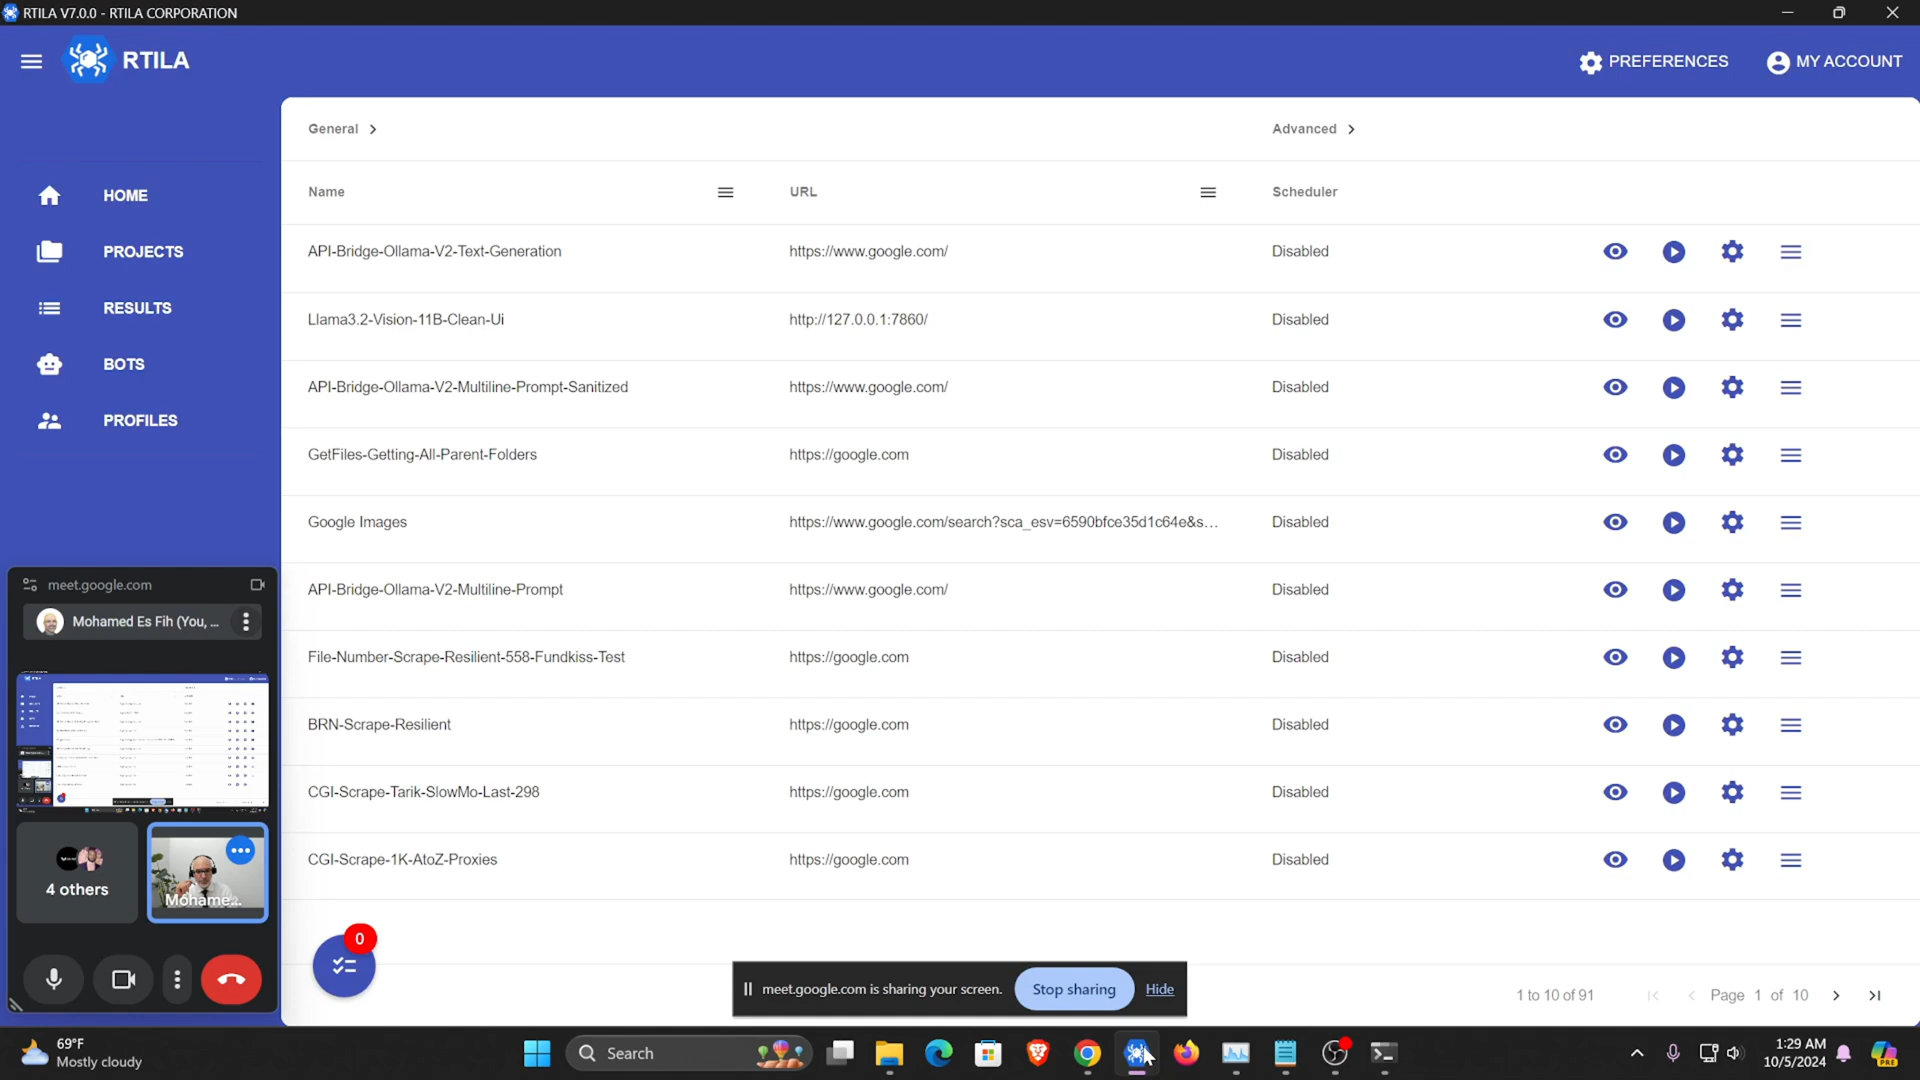 RTILA V7.0.0 - RTILA CORPORATION
RTILA
PREFERENCES
MY ACCOUNT
General
Advanced
Name
URL
Scheduler
HOME
PROJECTS
RESULTS
BOTS
PROFILES
API-Bridge-Ollama-V2-Text-Generation
https://www.google.com/
Disabled
Llama3.2-Vision-11B-Clean-Ui
http://127.0.0.1:7860/
Disabled
API-Bridge-Ollama-V2-Multiline-Prompt-Sanitized
https://www.google.com/
Disabled
GetFiles-Getting-All-Parent-Folders
https://google.com
Disabled
Google Images
https://www.google.com/search?sca_esv=6590bfce35d1c64e&s...
Disabled
API-Bridge-Ollama-V2-Multiline-Prompt
https://www.google.com/
Disabled
File-Number-Scrape-Resilient-558-Fundkiss-Test
https://google.com
Disabled
BRN-Scrape-Resilient
https://google.com
Disabled
CGI-Scrape-Tarik-SlowMo-Last-298
https://google.com
Disabled
CGI-Scrape-1K-AtoZ-Proxies
https://google.com
Disabled
meet.google.com
Mohamed Es Fih (You, ...
4 others
Mohame...
0
meet.google.com is sharing your screen.
Stop sharing
Hide
1 to 10 of 91
Page 1 of 10
69°F
Mostly cloudy
Search
1:29 AM
10/5/2024
PRE